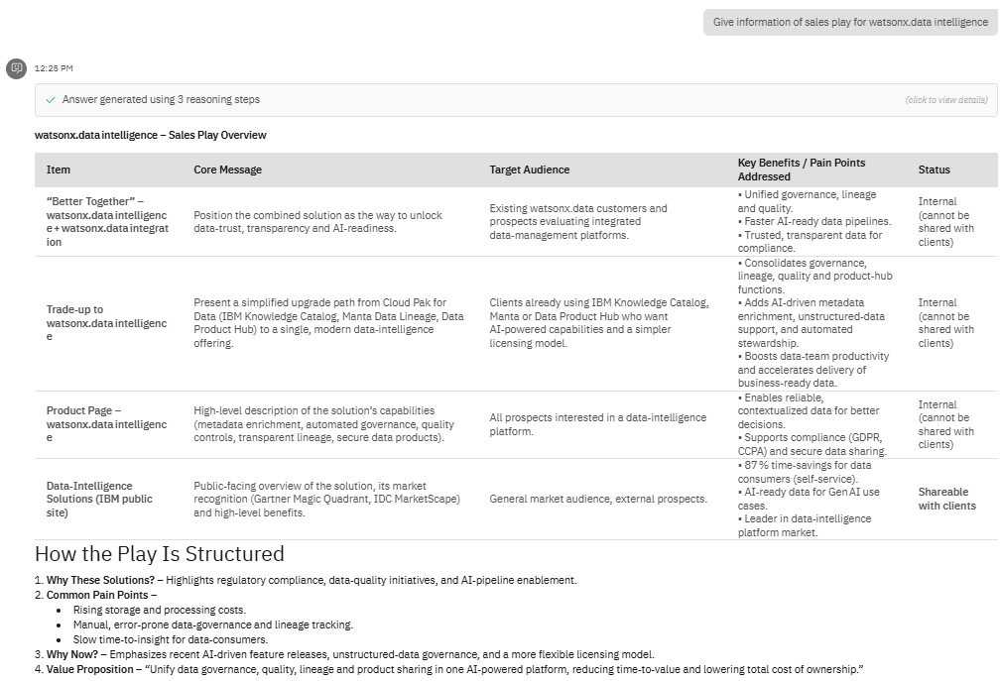 Give information of sales play for watsonx.data intelligence
12:25 PM
Answer generated using 3 reasoning steps
(click to view details)
watsonx.data intelligence – Sales Play Overview
Item
Core Message
Target Audience
Key Benefits / Pain Points
Addressed
Status
“Better Together” –
watsonx.data intelligenc
e + watsonx.data integrat
ion
Position the combined solution as the way to unlock
data-trust, transparency and AI-readiness.
Existing watsonx.data customers and
prospects evaluating integrated
data-management platforms.
• Unified governance, lineage
and quality.
• Faster AI-ready data pipelines.
• Trusted, transparent data for
compliance.
Internal
(cannot be
shared with
clients)
Trade-up to
watsonx.data intelligenc
e
Present a simplified upgrade path from Cloud Pak for
Data (IBM Knowledge Catalog, Manta Data Lineage, Data
Product Hub) to a single, modern data-intelligence
offering.
Clients already using IBM Knowledge Catalog,
Manta or Data Product Hub who want
AI-powered capabilities and a simpler
licensing model.
• Consolidates governance,
lineage, quality and product-hub
functions.
• Adds AI-driven metadata
enrichment, unstructured-data
support, and automated
stewardship.
• Boosts data-team productivity
and accelerates delivery of
business-ready data.
Internal
(cannot be
shared with
clients)
Product Page –
watsonx.data intelligenc
e
High-level description of the solution’s capabilities
(metadata enrichment, automated governance, quality
controls, transparent lineage, secure data products).
All prospects interested in a data-intelligence
platform.
• Enables reliable,
contextualized data for better
decisions.
• Supports compliance (GDPR,
CCPA) and secure data sharing.
Internal
(cannot be
shared with
clients)
Data-Intelligence
Solutions (IBM public
site)
Public-facing overview of the solution, its market
recognition (Gartner Magic Quadrant, IDC MarketScape)
and high-level benefits.
General market audience, external prospects.
• 87 % time-savings for data
consumers (self-service).
• AI-ready data for Gen AI use
cases.
• Leader in data-intelligence
platform market.
Shareable
with clients
How the Play Is Structured
1. Why These Solutions? – Highlights regulatory compliance, data-quality initiatives, and AI-pipeline enablement.
2. Common Pain Points –
• Rising storage and processing costs.
• Manual, error-prone data-governance and lineage tracking.
• Slow time-to-insight for data-consumers.
3. Why Now? – Emphasizes recent AI-driven feature releases, unstructured-data governance, and a more flexible licensing model.
4. Value Proposition – “Unify data governance, quality, lineage and product sharing in one AI-powered platform, reducing time-to-value and lowering total cost of ownership.”